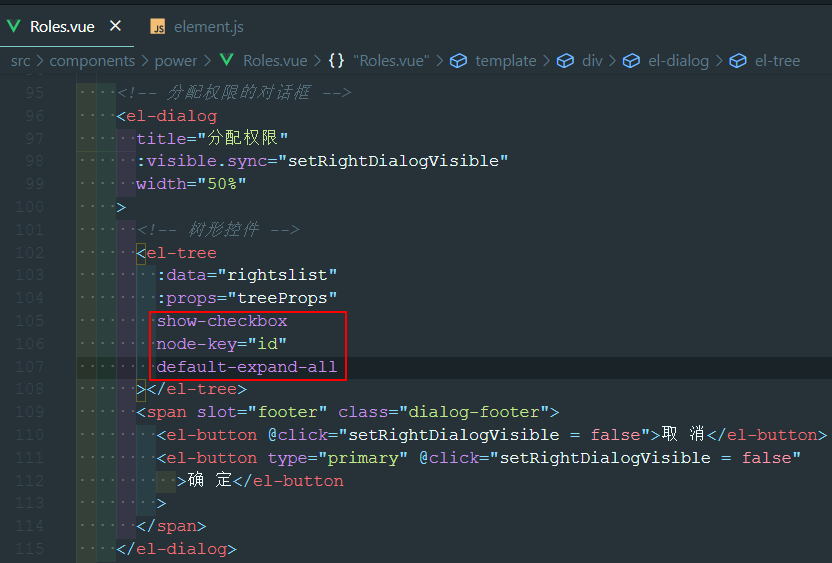 Roles.vue × JS element.js
src > components > power > Roles.vue > {} "Roles.vue" > template > div > el-dialog > el-tree
95 <!-- 分配权限的对话框 -->
96 <el-dialog
97 title="分配权限"
98 :visible.sync="setRightDialogVisible"
99 width="50%"
100 >
101 <!-- 树形控件 -->
102 <el-tree
103 :data="rightslist"
104 :props="treeProps"
105 show-checkbox
106 node-key="id"
107 default-expand-all
108 ></el-tree>
109 <span slot="footer" class="dialog-footer">
110 <el-button @click="setRightDialogVisible = false">取 消</el-button>
111 <el-button type="primary" @click="setRightDialogVisible = false"
112 >确 定</el-button
113 >
114 </span>
115 </el-dialog>